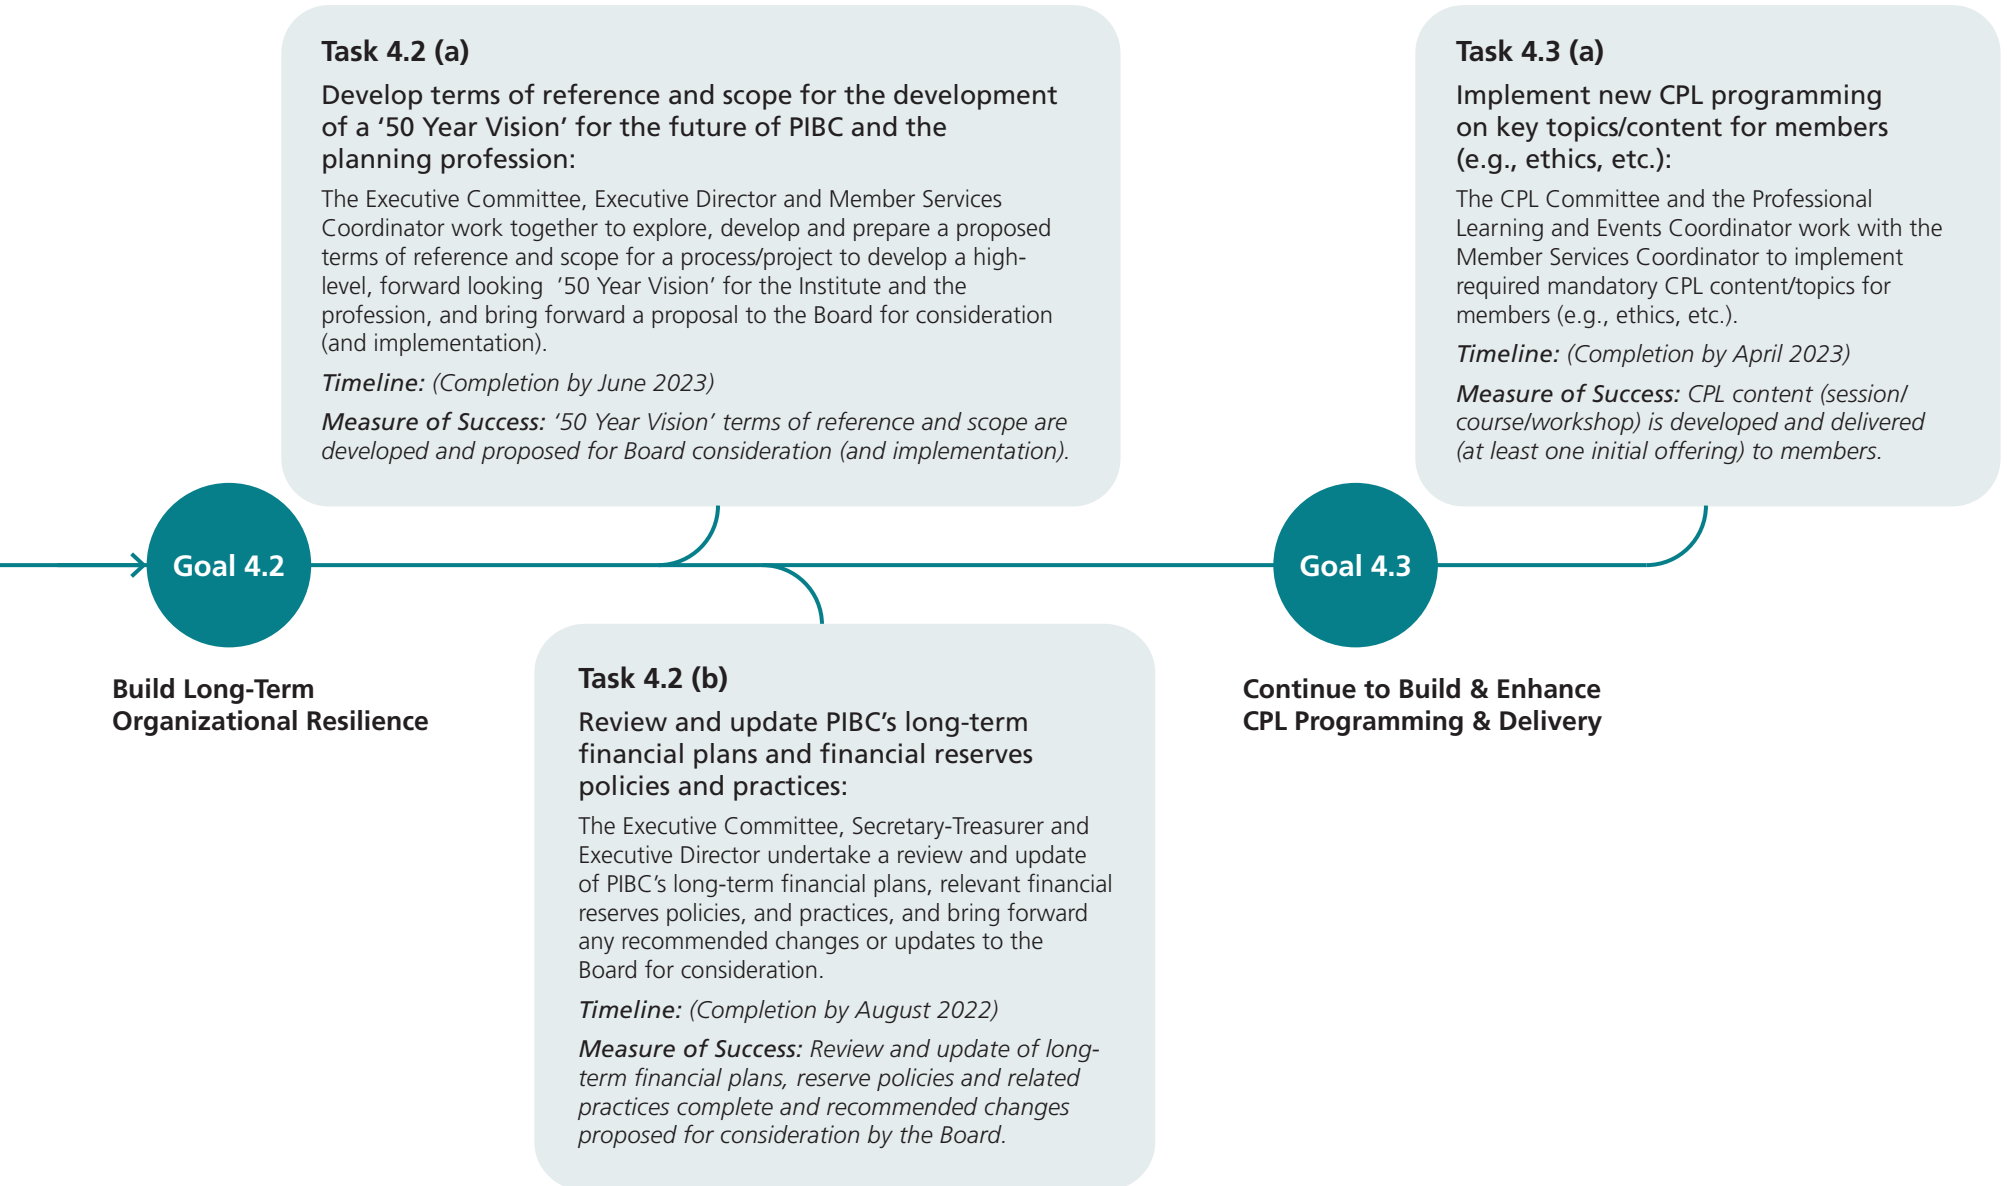 Task 4.2 (a)
Develop terms of reference and scope for the development
of a ‘50 Year Vision’ for the future of PIBC and the
planning profession:
The Executive Committee, Executive Director and Member Services
Coordinator work together to explore, develop and prepare a proposed
terms of reference and scope for a process/project to develop a high-
level, forward looking ’50 Year Vision’ for the Institute and the
profession, and bring forward a proposal to the Board for consideration
(and implementation).
Timeline: (Completion by June 2023)
Measure of Success: ‘50 Year Vision’ terms of reference and scope are
developed and proposed for Board consideration (and implementation).
Goal 4.2
Build Long-Term
Organizational Resilience
Task 4.2 (b)
Review and update PIBC’s long-term
financial plans and financial reserves
policies and practices:
The Executive Committee, Secretary-Treasurer and
Executive Director undertake a review and update
of PIBC’s long-term financial plans, relevant financial
reserves policies, and practices, and bring forward
any recommended changes or updates to the
Board for consideration.
Timeline: (Completion by August 2022)
Measure of Success: Review and update of long-
term financial plans, reserve policies and related
practices complete and recommended changes
proposed for consideration by the Board.
Task 4.3 (a)
Implement new CPL programming
on key topics/content for members
(e.g., ethics, etc.):
The CPL Committee and the Professional
Learning and Events Coordinator work with the
Member Services Coordinator to implement
required mandatory CPL content/topics for
members (e.g., ethics, etc.).
Timeline: (Completion by April 2023)
Measure of Success: CPL content (session/
course/workshop) is developed and delivered
(at least one initial offering) to members.
Goal 4.3
Continue to Build & Enhance
CPL Programming & Delivery